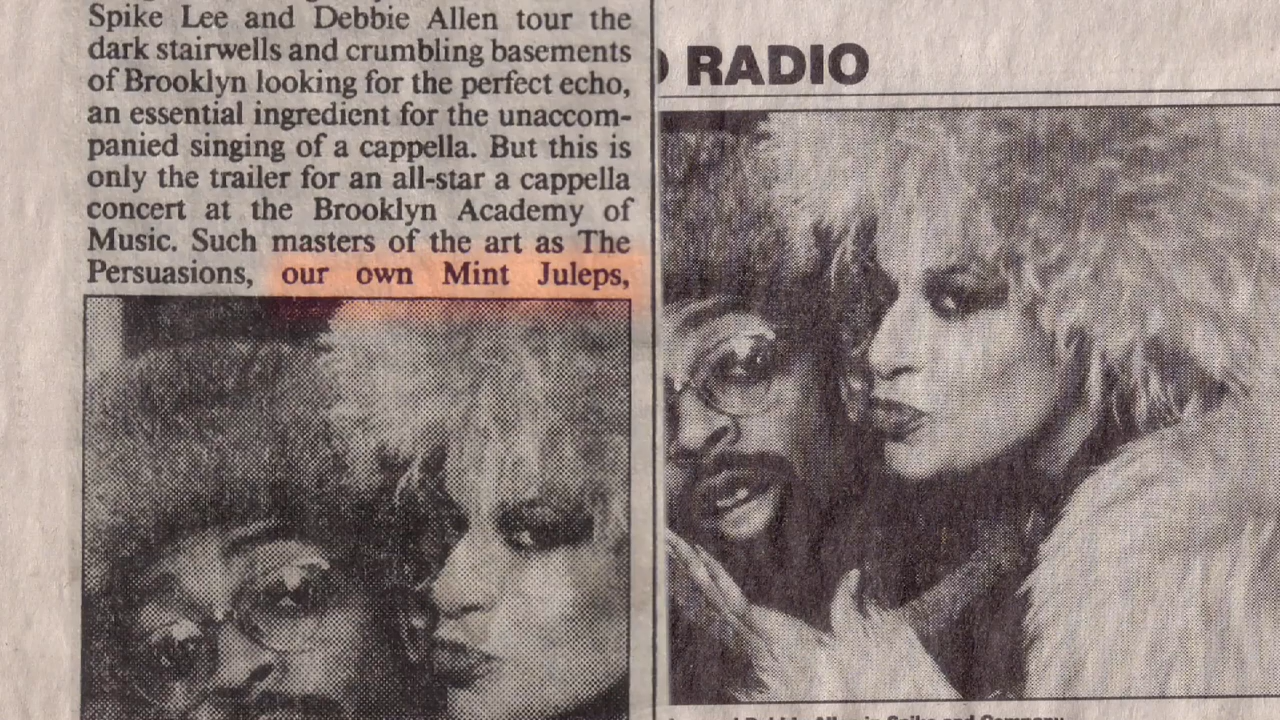 Spike Lee and Debbie Allen tour the
dark stairwells and crumbling basements
of Brooklyn looking for the perfect echo,
an essential ingredient for the unaccom-
panied singing of a cappella. But this is
only the trailer for an all-star a cappella
concert at the Brooklyn Academy of
Music. Such masters of the art as The
Persuasions, our own Mint Juleps,
RADIO